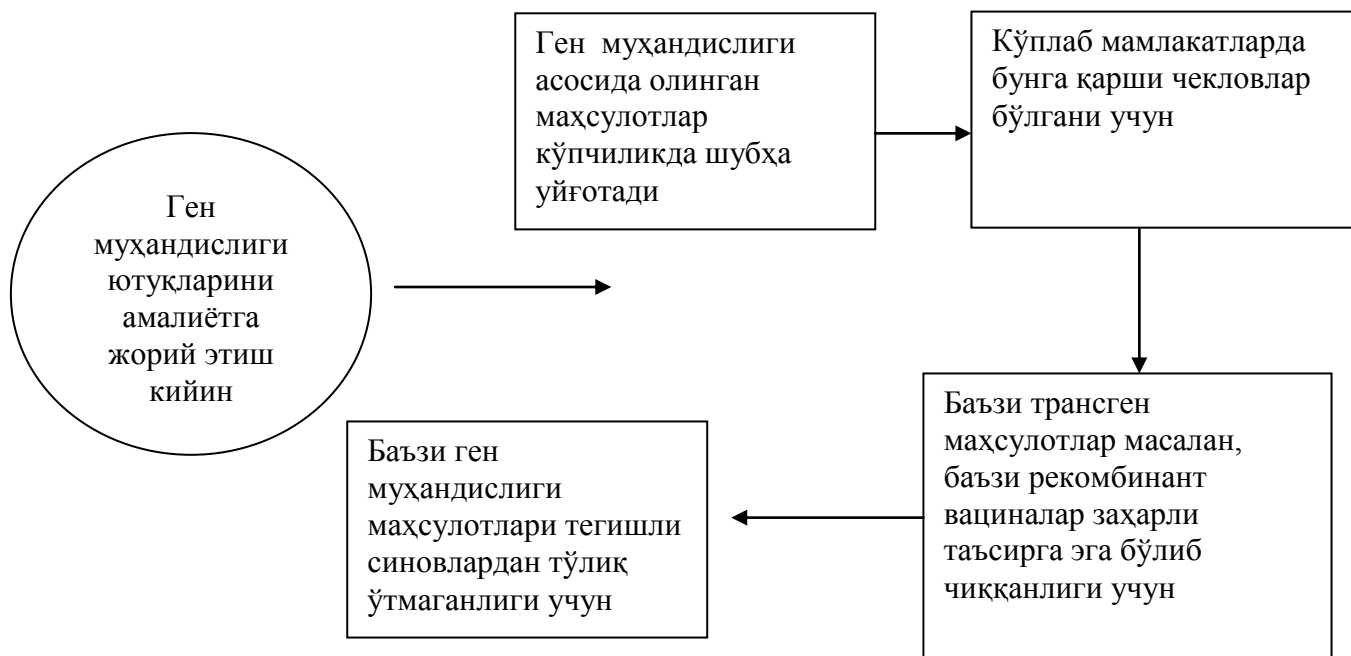 Ген
муҳандислиги
ютуқларини
амалиётга
жорий этиш
кийин
Ген муҳандислиги
асосида олинган
маҳсулотлар
кўпчиликда шубҳа
уйғотади
Кўплаб мамлакатларда
бунга қарши чекловлар
бўлгани учун
Баъзи трансген
маҳсулотлар масалан,
баъзи рекомбинант
вациналар заҳарли
таъсирга эга бўлиб
чиққанлиги учун
Баъзи ген
муҳандислиги
маҳсулотлари тегишли
синовлардан тўлиқ
ўтмаганлиги учун